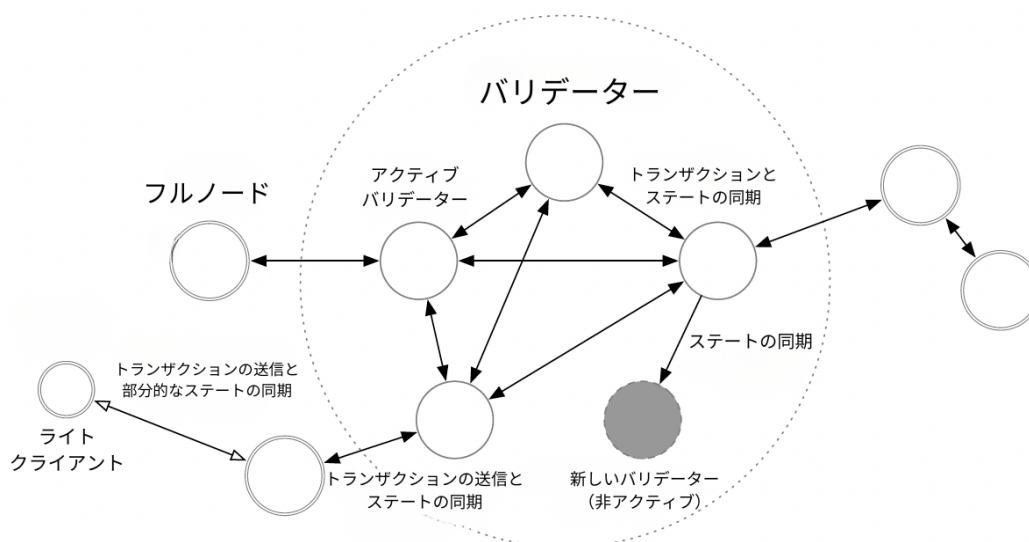 バリデーター
アクティブ
バリデーター
トランザクションと
ステートの同期
フルノード
ステートの同期
トランザクションの送信と
部分的なステートの同期
ライト
クライアント
トランザクションの送信と
ステートの同期
新しいバリデーター
（非アクティブ）